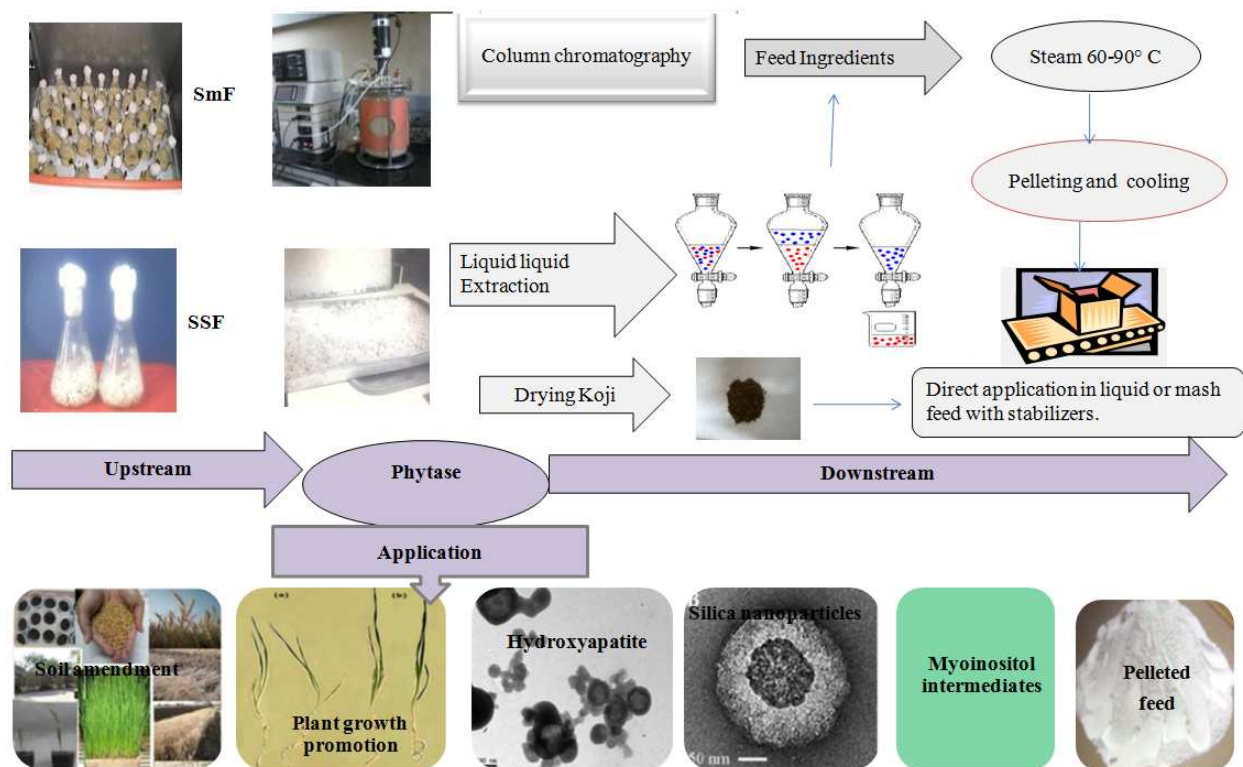 SmF
Column chromatography
Feed Ingredients
Steam 60-90° C
Pelleting and cooling
SSF
Liquid liquid
Extraction
Drying Koji
Direct application in liquid or mash
feed with stabilizers.
Upstream
Phytase
Downstream
Application
Soil amendment
(a)
(b)
Plant growth
promotion
Hydroxyapatite
Silica nanoparticles
50 nm
Myoinositol
intermediates
Pelleted
feed